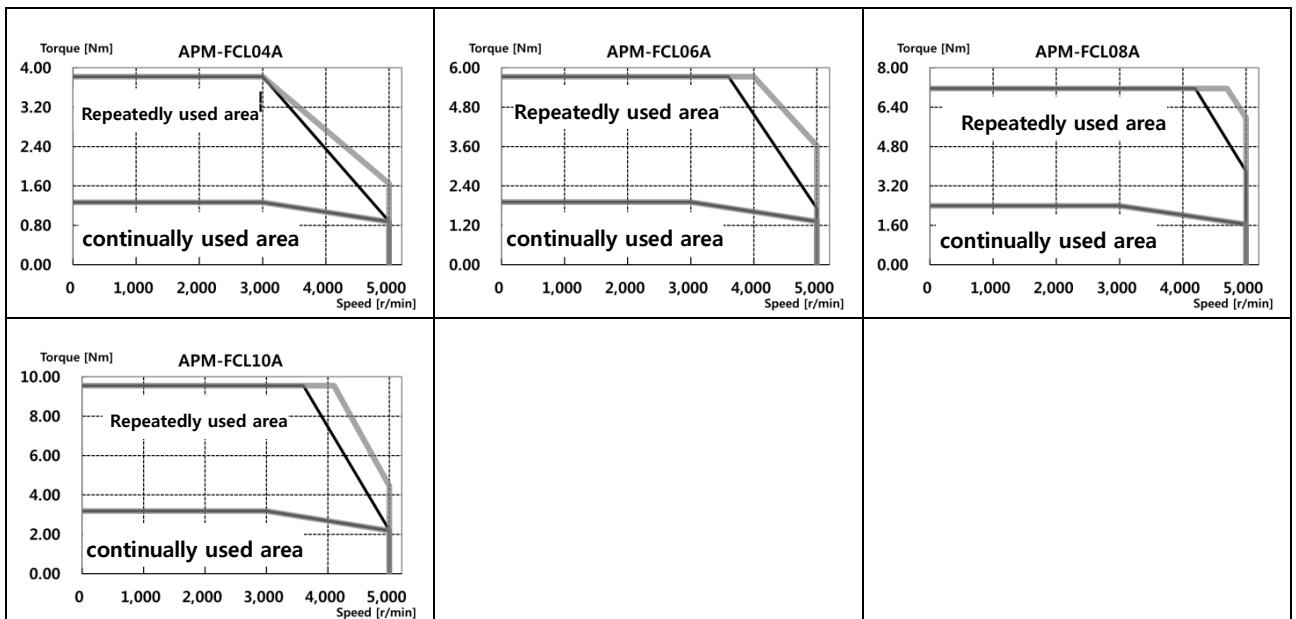 Torque [Nm] APM-FCL04A
4.00
3.20
2.40
1.60
0.80
0.00
Repeatedly used area
continually used area
0 1,000 2,000 3,000 4,000 5,000
Speed [r/min]
Torque [Nm] APM-FCL06A
6.00
4.80
3.60
2.40
1.20
0.00
Repeatedly used area
continually used area
0 1,000 2,000 3,000 4,000 5,000
Speed [r/min]
Torque [Nm] APM-FCL08A
8.00
6.40
4.80
3.20
1.60
0.00
Repeatedly used area
continually used area
0 1,000 2,000 3,000 4,000 5,000
Speed [r/min]
Torque [Nm] APM-FCL10A
10.00
8.00
6.00
4.00
2.00
0.00
Repeatedly used area
continually used area
0 1,000 2,000 3,000 4,000 5,000
Speed [r/min]